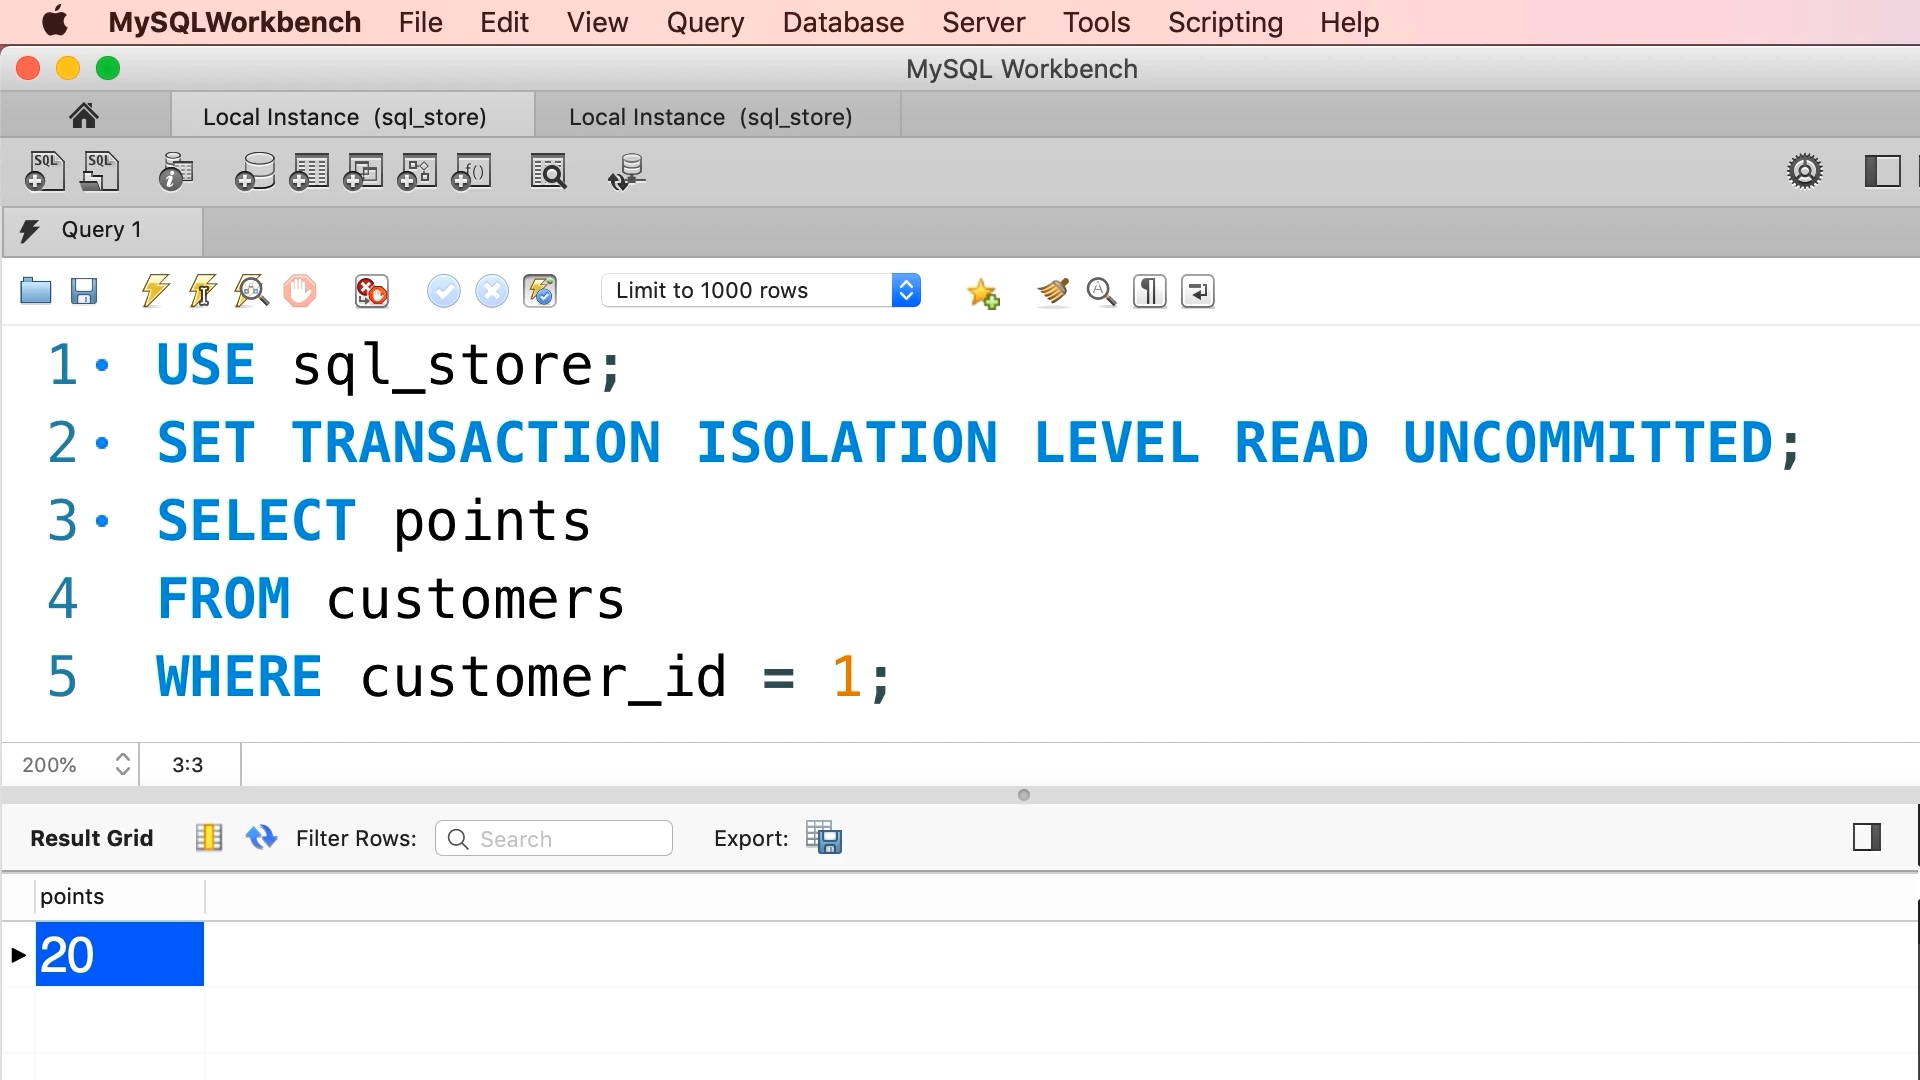 MySQLWorkbench File Edit View Query Database Server Tools Scripting Help
MySQL Workbench
Local Instance (sql_store) Local Instance (sql_store)
SQL SQL
Query 1
Limit to 1000 rows
1 USE sql_store;
2 SET TRANSACTION ISOLATION LEVEL READ UNCOMMITTED;
3 SELECT points
4 FROM customers
5 WHERE customer_id = 1;
200% 3:3
Result Grid Filter Rows: Search Export:
points
20